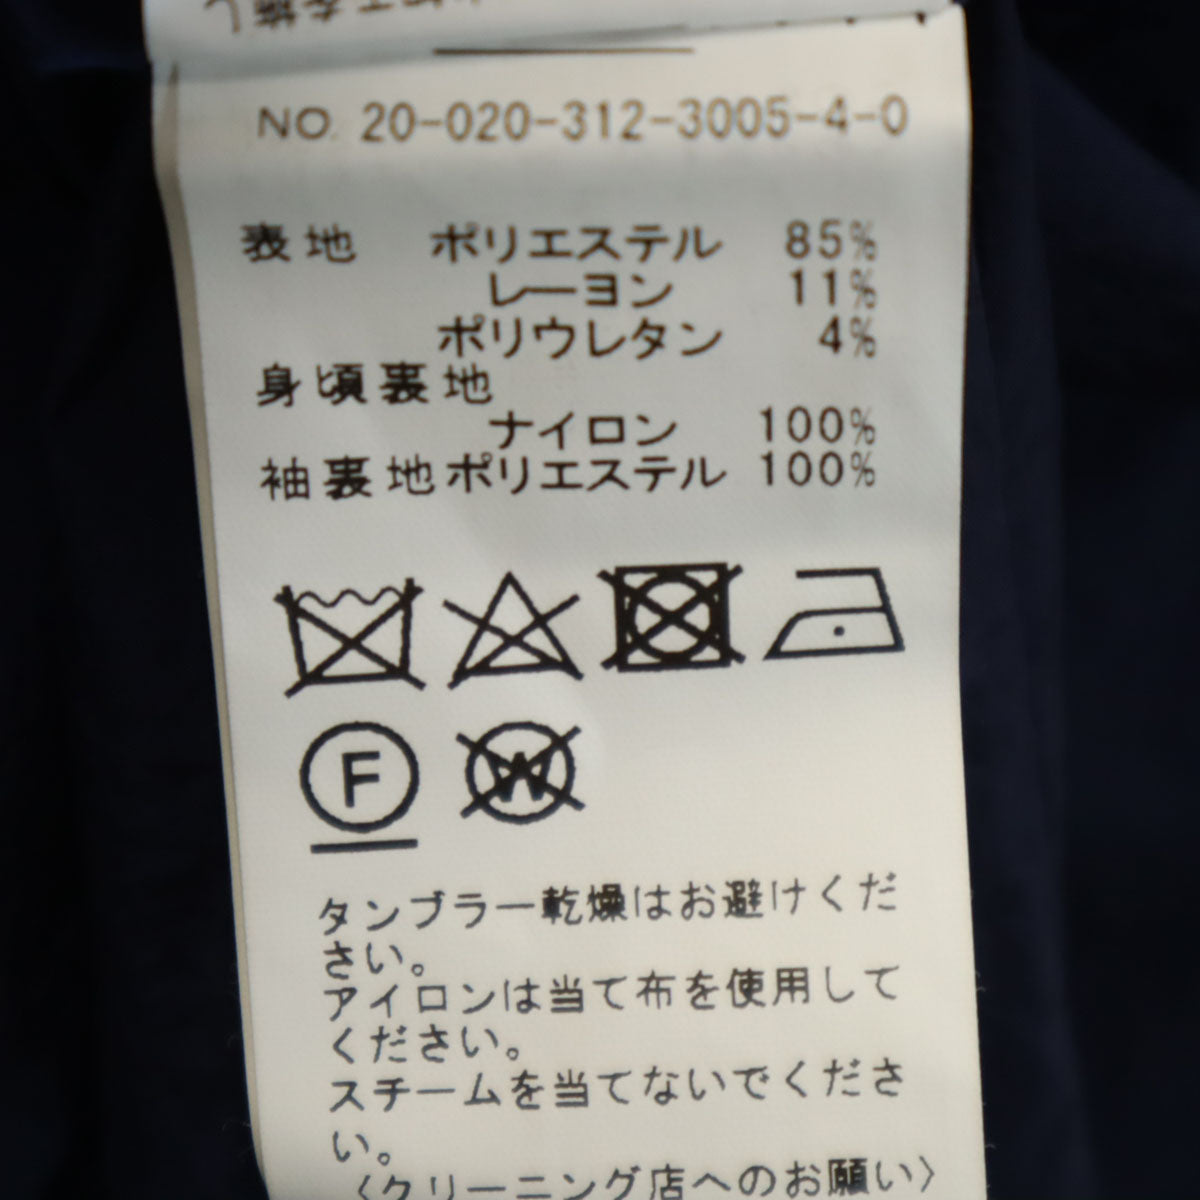 NO. 20-020-312-3005-4-0
表地 ポリエステル 85%
レーヨン 11%
ポリウレタン 4%
身頃裏地
ナイロン 100%
袖裏地 ポリエステル 100%
F
W
タンブラー乾燥はお避けくだ
さい。
アイロンは当て布を使用して
ください。
スチームを当てないでくださ
い。
〈クリーニング店へのお願い〉